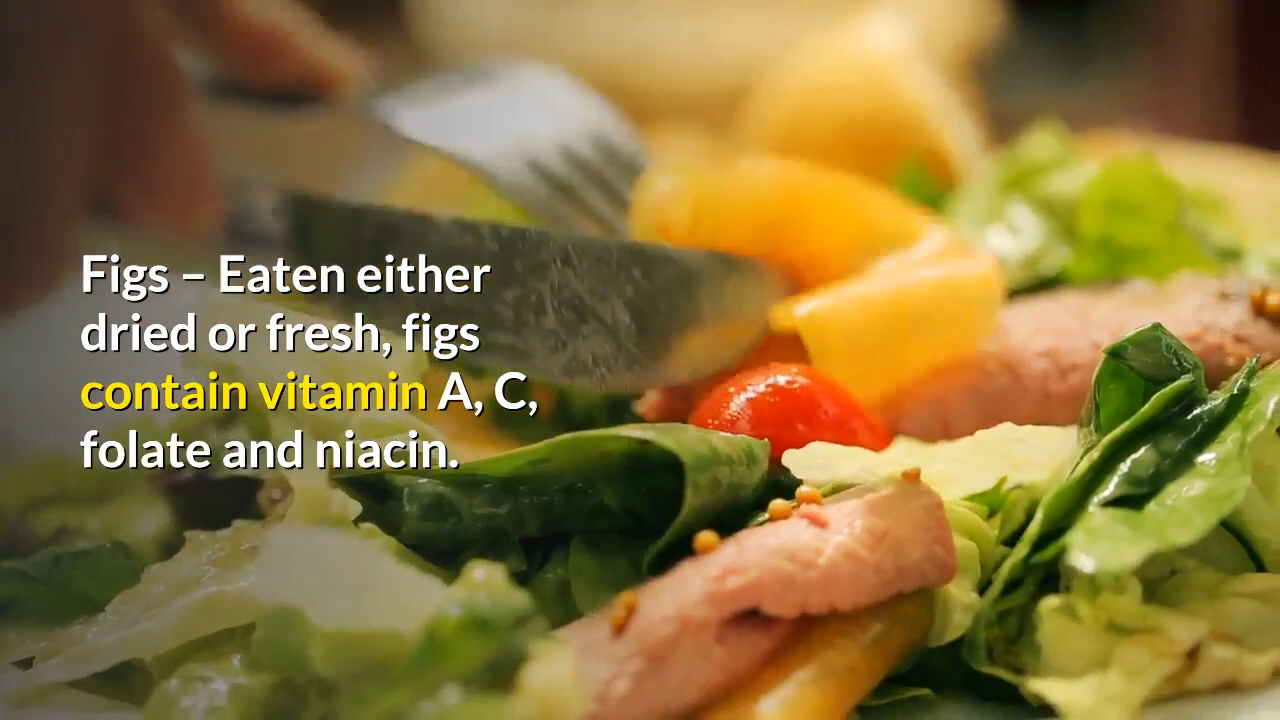 Figs – Eaten either
dried or fresh, figs
contain vitamin A, C,
folate and niacin.